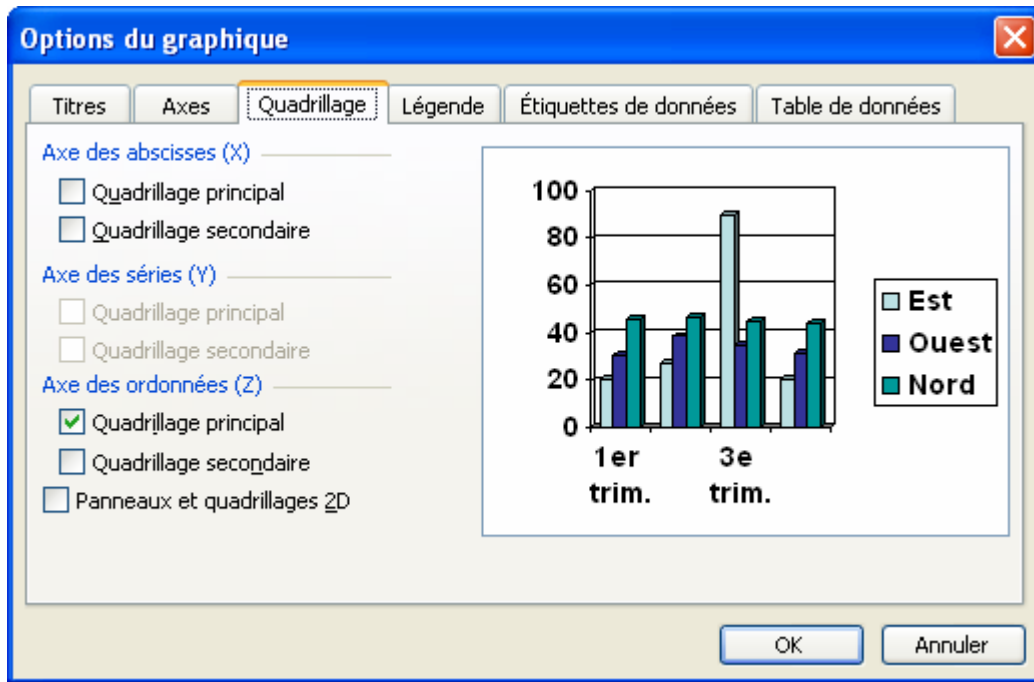 Options du graphique
Titres
Axes
Quadrillage
Légende
Étiquettes de données
Table de données
Axe des abscisses (X)
Quadrillage principal
Quadrillage secondaire
Axe des séries (Y)
Quadrillage principal
Quadrillage secondaire
Axe des ordonnées (Z)
Quadrillage principal
Quadrillage secondaire
Panneaux et quadrillages 2D
100
80
60
40
20
0
1er
trim.
3e
trim.
Est
Ouest
Nord
OK
Annuler